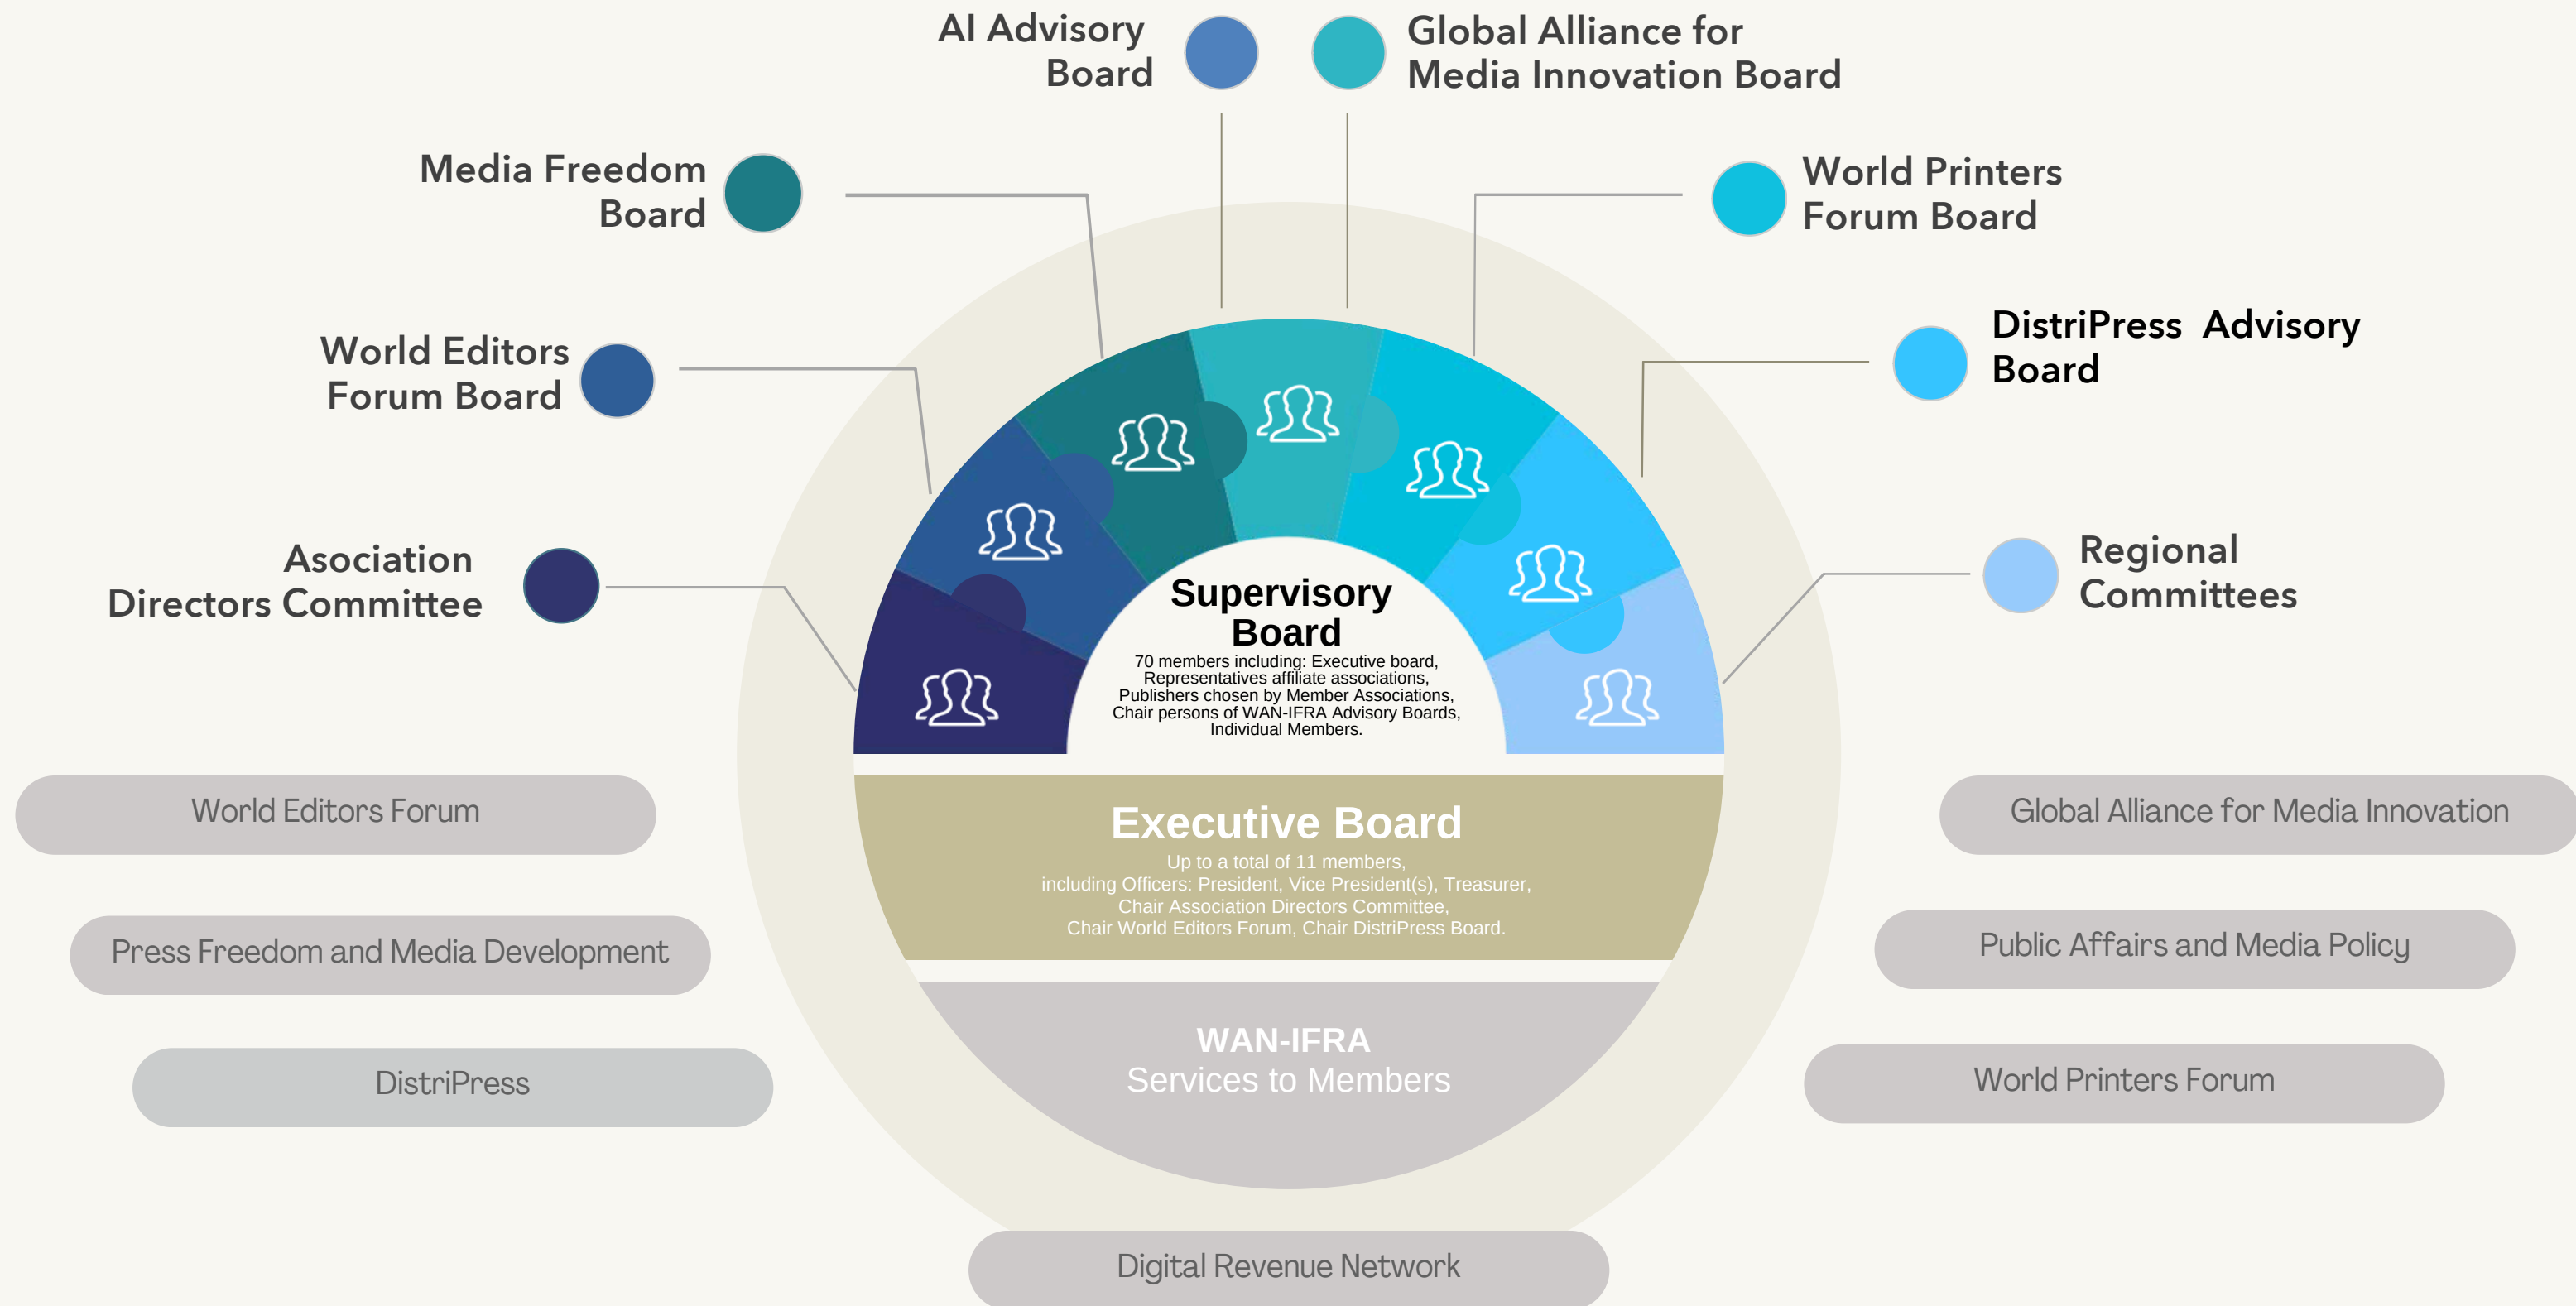 AI Advisory
Board
Global Alliance for
Media Innovation Board
Media Freedom
Board
World Printers
Forum Board
World Editors
Forum Board
DistriPress  Advisory
Board
Asociation
Directors Committee
Regional
Committees
Supervisory
Board
70 members including: Executive board,
Representatives affiliate associations,
Publishers chosen by Member Associations,
Chair persons of WAN-IFRA Advisory Boards,
Individual Members.
Executive Board
Up to a total of 11 members,
including Officers: President, Vice President(s), Treasurer,
Chair Association Directors Committee,
Chair World Editors Forum, Chair DistriPress Board.
WAN-IFRA
Services to Members
World Editors Forum
Press Freedom and Media Development
DistriPress
Global Alliance for Media Innovation
Public Affairs and Media Policy
World Printers Forum
Digital Revenue Network